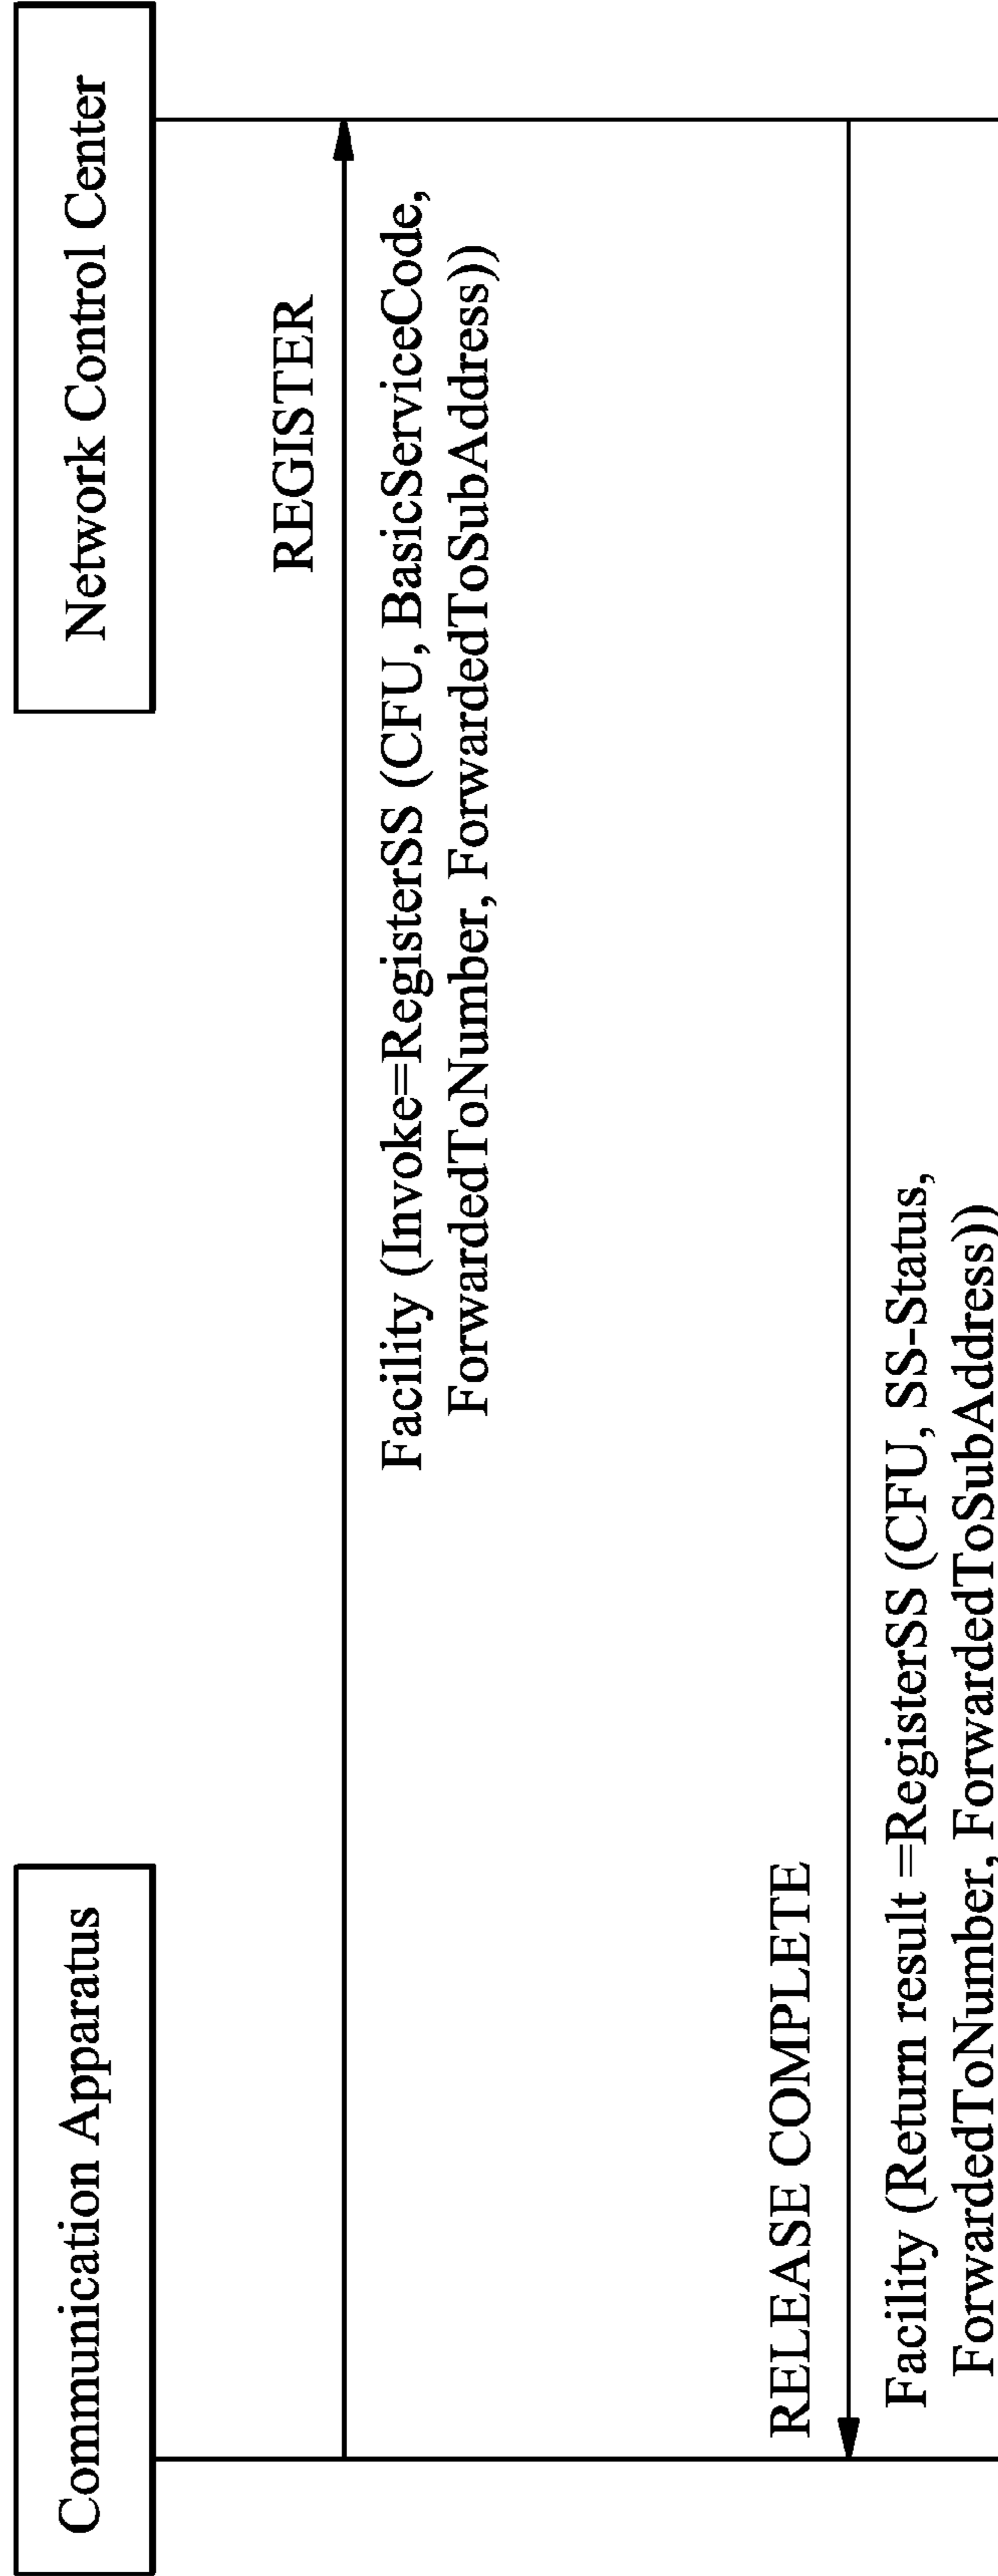 Communication Apparatus
Network Control Center
REGISTER
Facility (Invoke=RegisterSS (CFU, BasicServiceCode,
ForwardedToNumber, ForwardedToSubAddress))
RELEASE COMPLETE
Facility (Return result =RegisterSS (CFU, SS-Status,
ForwardedToNumber, ForwardedToSubAddress))